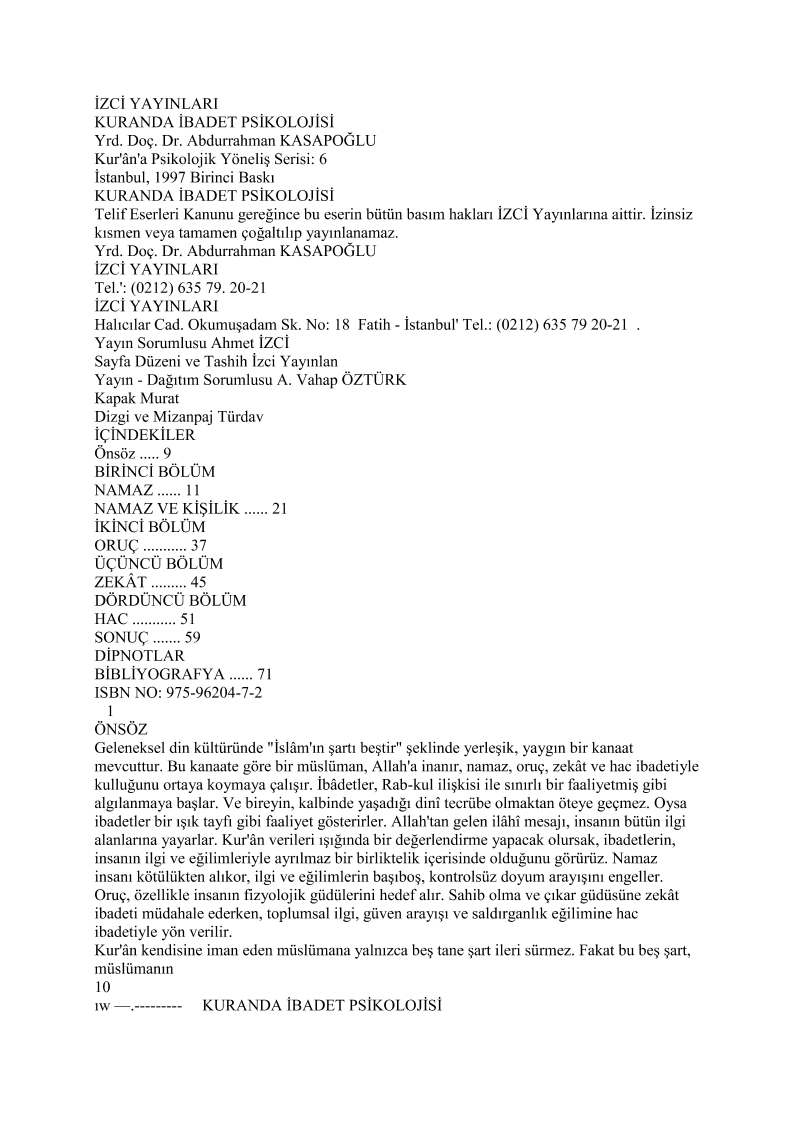 İZCİ YAYINLARI
KURANDA İBADET PSİKOLOJİSİ
Yrd. Doç. Dr. Abdurrahman KASAPOĞLU
Kur'ân'a Psikolojik Yöneliş Serisi: 6
İstanbul, 1997 Birinci Baskı
KURANDA İBADET PSİKOLOJİSİ
Telif Eserleri Kanunu gereğince bu eserin bütün basım hakları İZCİ Yayınlarına aittir. İzinsiz
kısmen veya tamamen çoğaltılıp yayınlanamaz.
Yrd. Doç. Dr. Abdurrahman KASAPOĞLU
İZCİ YAYINLARI
Tel.': (0212) 635 79. 20-21
İZCİ YAYINLARI
Halıcılar Cad. Okumuşadam Sk. No: 18  Fatih - İstanbul' Tel.: (0212) 635 79 20-21  .
Yayın Sorumlusu Ahmet İZCİ
Sayfa Düzeni ve Tashih İzci Yayınlan
Yayın - Dağıtım Sorumlusu A. Vahap ÖZTÜRK
Kapak Murat
Dizgi ve Mizanpaj Türdav
İÇİNDEKİLER
Önsöz ..... 9
BİRİNCİ BÖLÜM
NAMAZ ...... 11
NAMAZ VE KİŞİLİK ...... 21
İKİNCİ BÖLÜM
ORUÇ ........... 37
ÜÇÜNCÜ BÖLÜM
ZEKÂT ......... 45
DÖRDÜNCÜ BÖLÜM
HAC ........... 51
SONUÇ ....... 59
DİPNOTLAR
BİBLİYOGRAFYA ...... 71
ISBN NO: 975-96204-7-2
1
ÖNSÖZ
Geleneksel din kültüründe "İslâm'ın şartı beştir" şeklinde yerleşik, yaygın bir kanaat
mevcuttur. Bu kanaate göre bir müslüman, Allah'a inanır, namaz, oruç, zekât ve hac ibadetiyle
kulluğunu ortaya koymaya çalışır. İbâdetler, Rab-kul ilişkisi ile sınırlı bir faaliyetmiş gibi
algılanmaya başlar. Ve bireyin, kalbinde yaşadığı dinî tecrübe olmaktan öteye geçmez. Oysa
ibadetler bir ışık tayfı gibi faaliyet gösterirler. Allah'tan gelen ilâhî mesajı, insanın bütün ilgi
alanlarına yayarlar. Kur'ân verileri ışığında bir değerlendirme yapacak olursak, ibadetlerin,
insanın ilgi ve eğilimleriyle ayrılmaz bir birliktelik içerisinde olduğunu görürüz. Namaz
insanı kötülükten alıkor, ilgi ve eğilimlerin başıboş, kontrolsüz doyum arayışını engeller.
Oruç, özellikle insanın fizyolojik güdülerini hedef alır. Sahib olma ve çıkar güdüsüne zekât
ibadeti müdahale ederken, toplumsal ilgi, güven arayışı ve saldırganlık eğilimine hac
ibadetiyle yön verilir.
Kur'ân kendisine iman eden müslümana yalnızca beş tane şart ileri sürmez. Fakat bu beş şart,
müslümanın
10
ıw —.--------- KURANDA İBADET PSİKOLOJİSİ